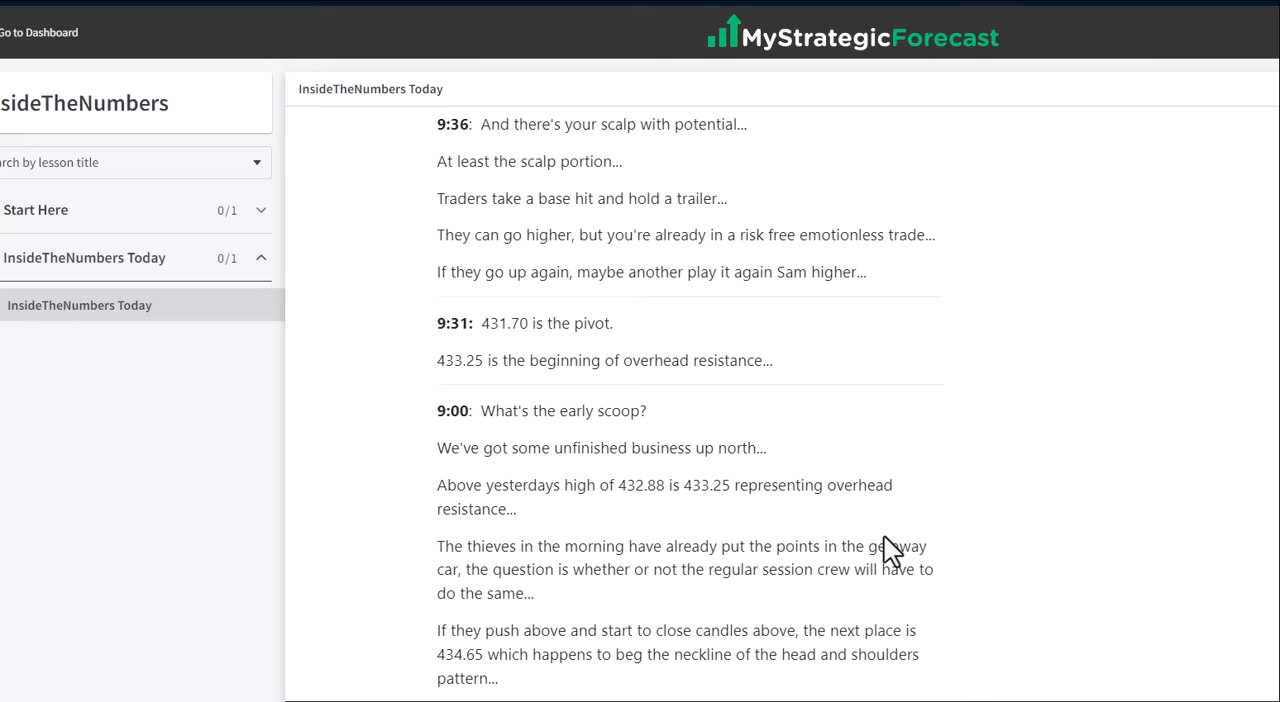 Go to Dashboard
MyStrategicForecast
sideTheNumbers
rch by lesson title
Start Here 0/1
InsideTheNumbers Today 0/1
InsideTheNumbers Today
InsideTheNumbers Today
9:36: And there's your scalp with potential...
At least the scalp portion...
Traders take a base hit and hold a trailer...
They can go higher, but you're already in a risk free emotionless trade...
If they go up again, maybe another play it again Sam higher...
9:31: 431.70 is the pivot.
433.25 is the beginning of overhead resistance...
9:00: What's the early scoop?
We've got some unfinished business up north...
Above yesterdays high of 432.88 is 433.25 representing overhead
resistance...
The thieves in the morning have already put the points in the getaway
car, the question is whether or not the regular session crew will have to
do the same...
If they push above and start to close candles above, the next place is
434.65 which happens to beg the neckline of the head and shoulders
pattern...